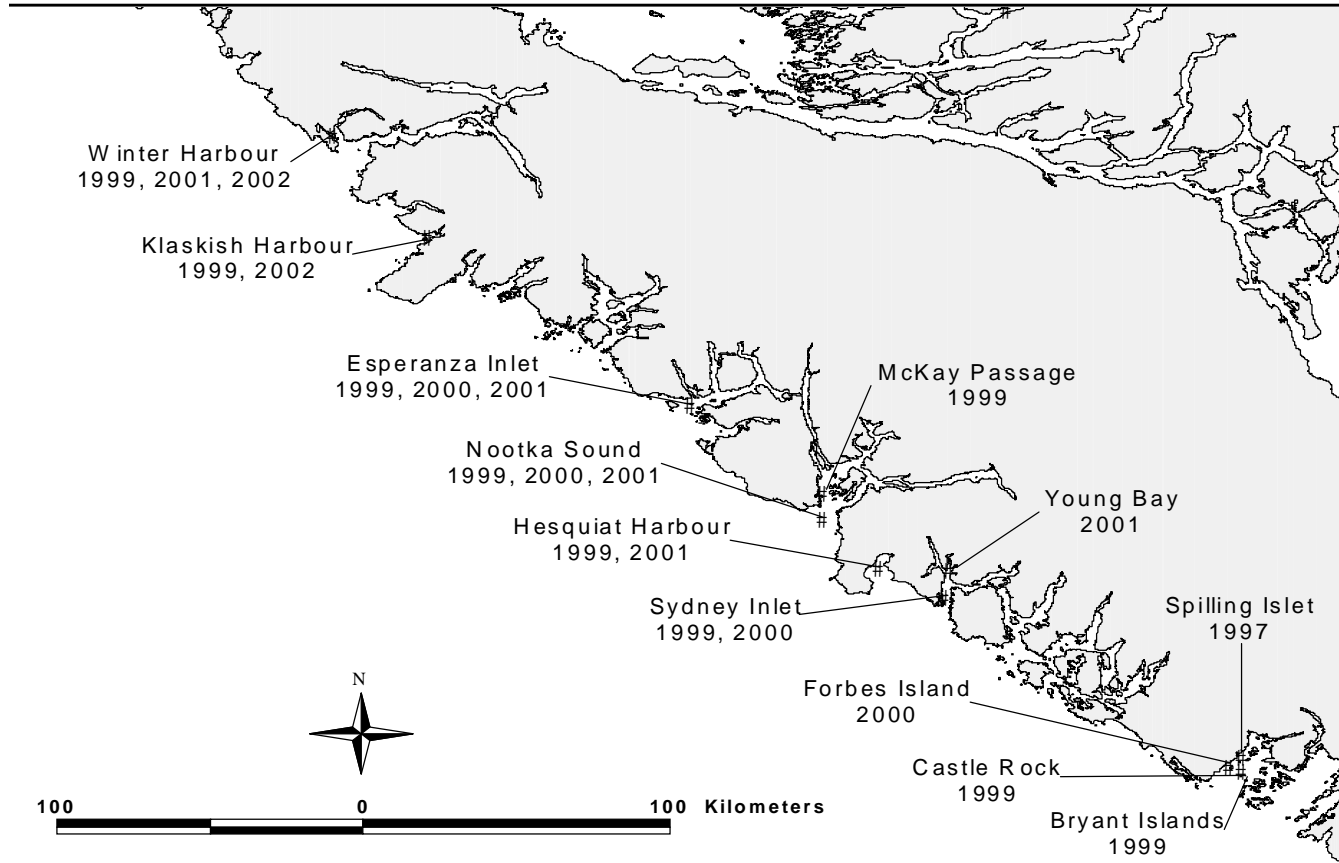 Winter Harbour
1999, 2001, 2002
Klaskish Harbour
1999, 2002
Esperanza Inlet
1999, 2000, 2001
McKay Passage
1999
Nootka Sound
1999, 2000, 2001
Young Bay
2001
Hesquiat Harbour
1999, 2001
Sydney Inlet
1999, 2000
Spilling Islet
1997
Forbes Island
2000
Castle Rock
1999
Bryant Islands
1999
N
100 0 100 Kilometers